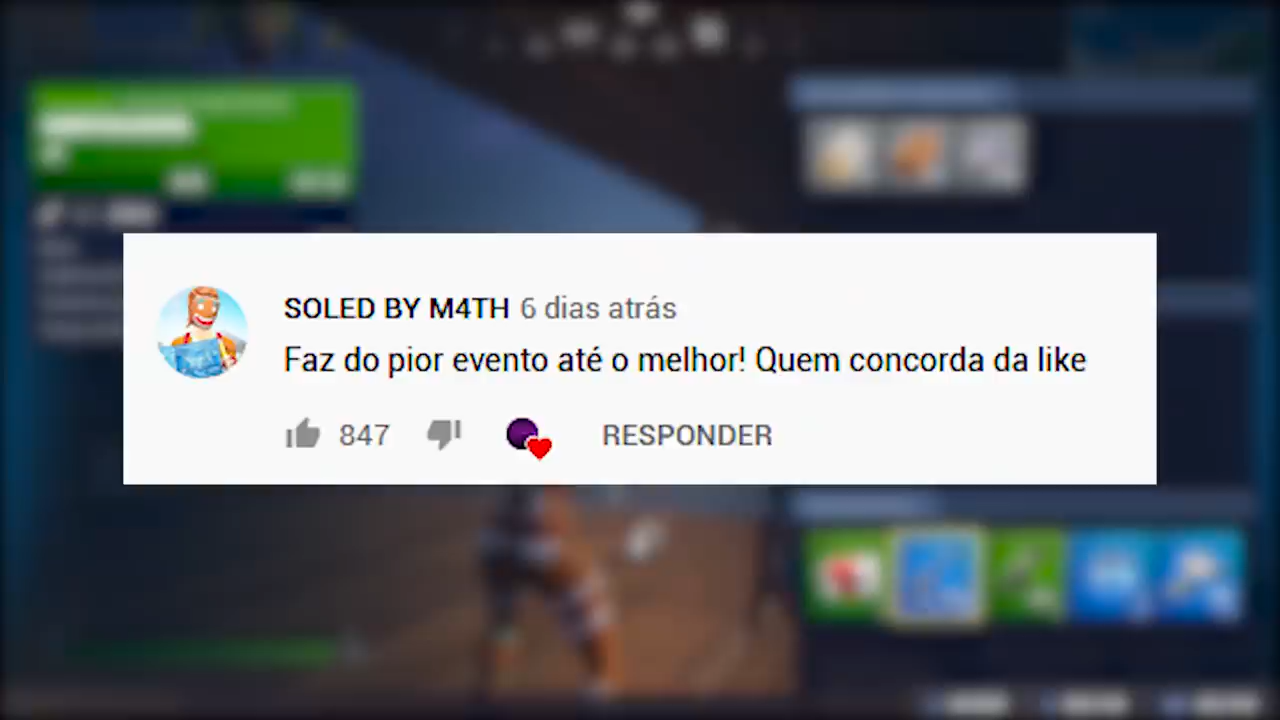 SOLED BY M4TH 6 dias atrás
Faz do pior evento até o melhor! Quem concorda da like
847 RESPONDER